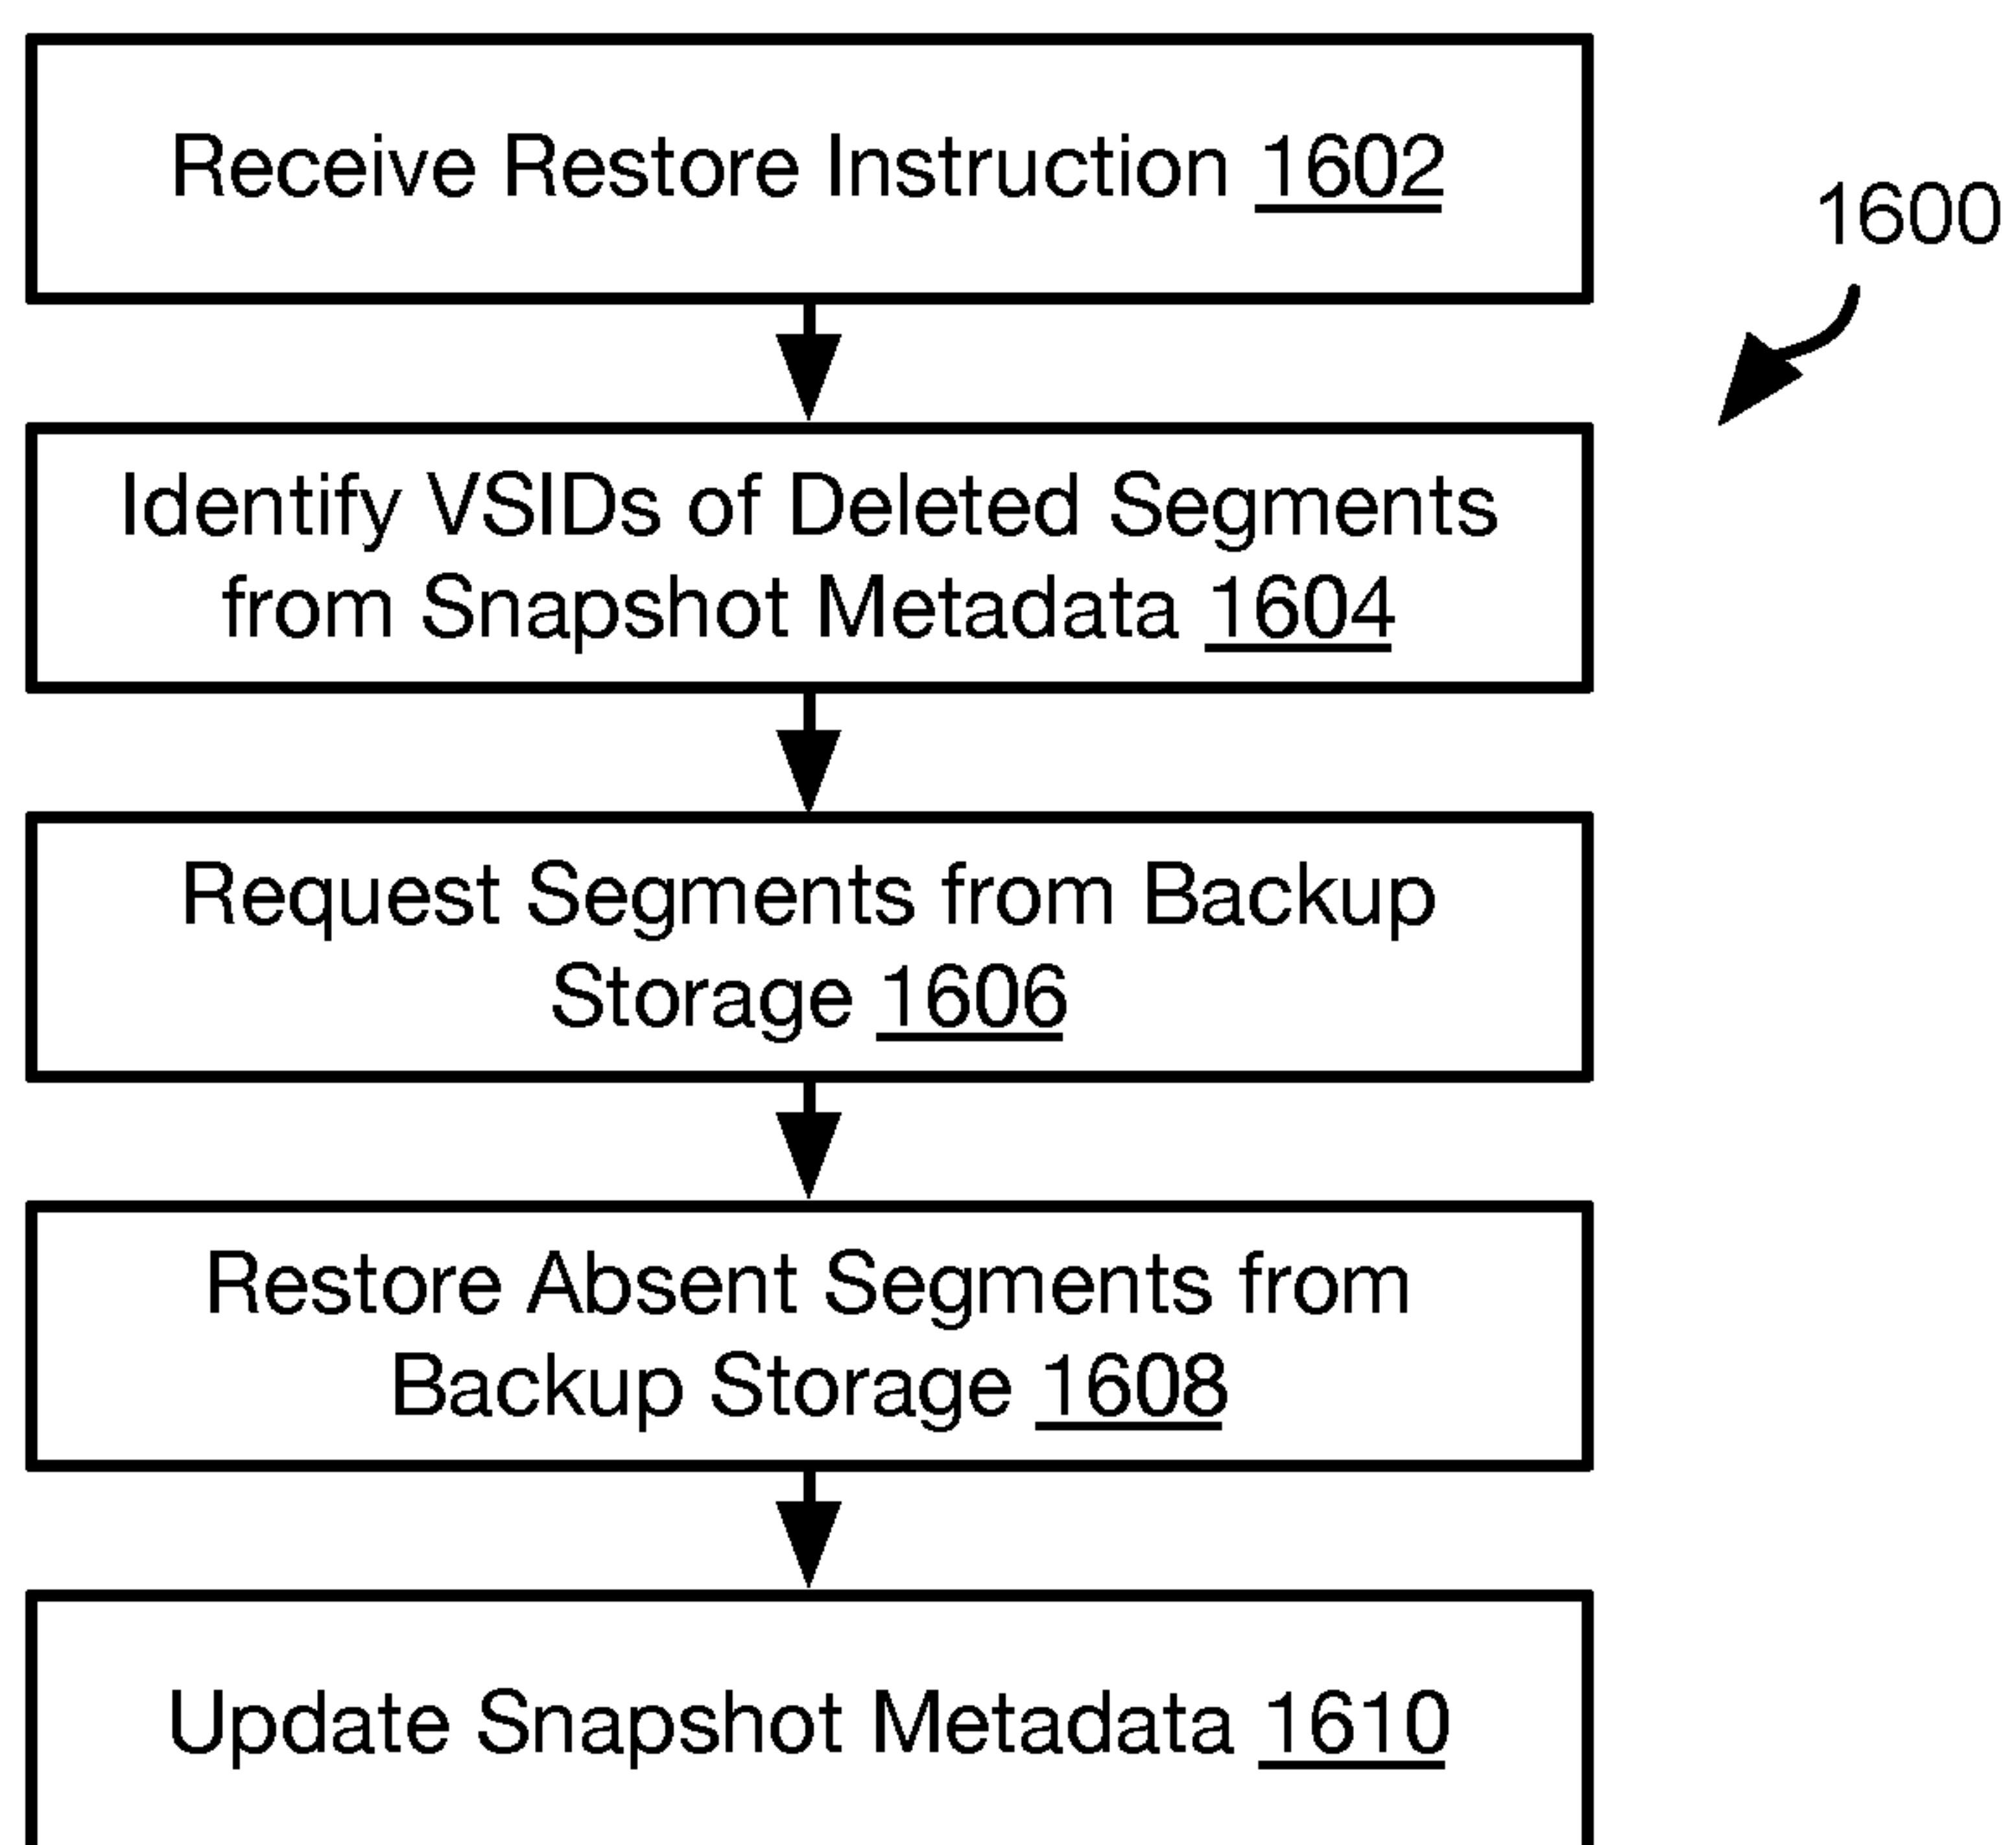 Receive Restore Instruction 1602
1600
Identify VSIDs of Deleted Segments
from Snapshot Metadata 1604
Request Segments from Backup
Storage 1606
Restore Absent Segments from
Backup Storage 1608
Update Snapshot Metadata 1610